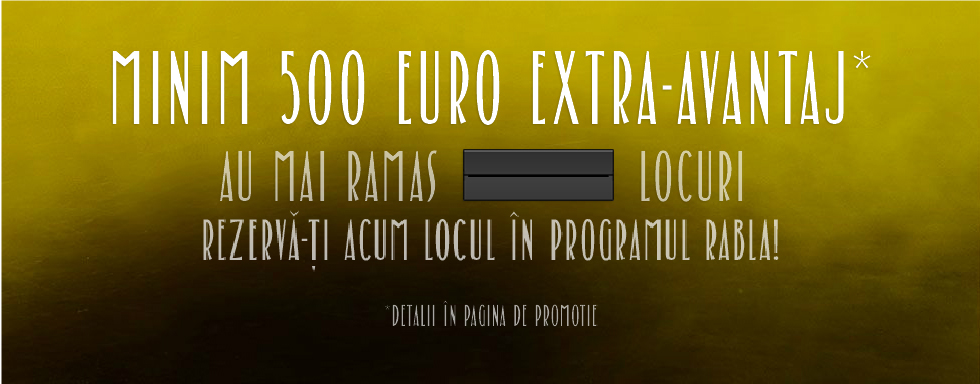 MINIM 500 EURO EXTRA-AVANTAJ*
AU MAI RAMAS LOCURI
REZERVĂ-ȚI ACUM LOCUL ÎN PROGRAMUL RABLA!
*DETALII ÎN PAGINA DE PROMOTIE